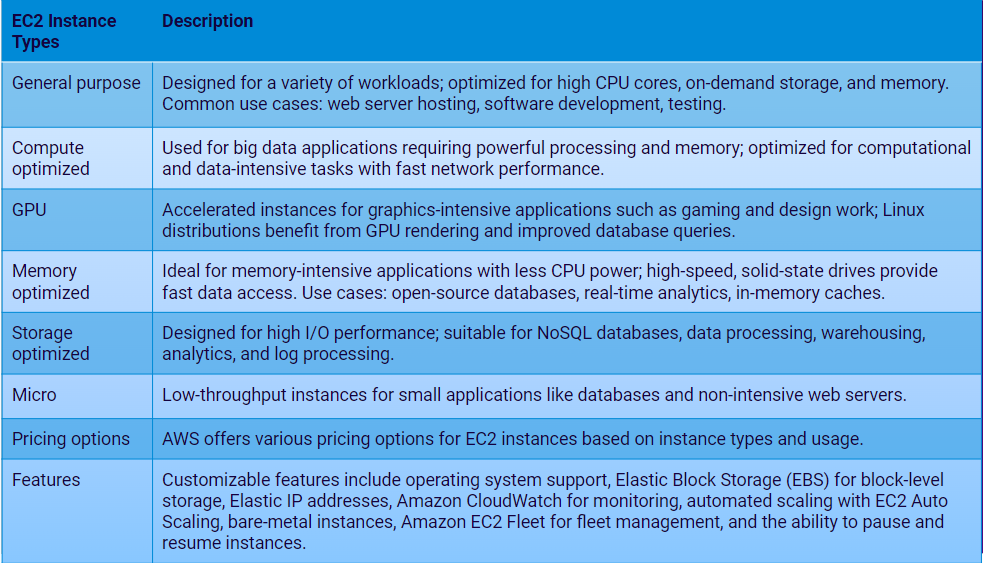 EC2 Instance Types
Description
General purpose
Designed for a variety of workloads; optimized for high CPU cores, on-demand storage, and memory.
Common use cases: web server hosting, software development, testing.
Compute
optimized
Used for big data applications requiring powerful processing and memory; optimized for computational
and data-intensive tasks with fast network performance.
GPU
Accelerated instances for graphics-intensive applications such as gaming and design work; Linux
distributions benefit from GPU rendering and improved database queries.
Memory
optimized
Ideal for memory-intensive applications with less CPU power; high-speed, solid-state drives provide
fast data access. Use cases: open-source databases, real-time analytics, in-memory caches.
Storage
optimized
Designed for high I/O performance; suitable for NoSQL databases, data processing, warehousing,
analytics, and log processing.
Micro
Low-throughput instances for small applications like databases and non-intensive web servers.
Pricing options
AWS offers various pricing options for EC2 instances based on instance types and usage.
Features
Customizable features include operating system support, Elastic Block Storage (EBS) for block-level
storage, Elastic IP addresses, Amazon CloudWatch for monitoring, automated scaling with EC2 Auto
Scaling, bare-metal instances, Amazon EC2 Fleet for fleet management, and the ability to pause and
resume instances.